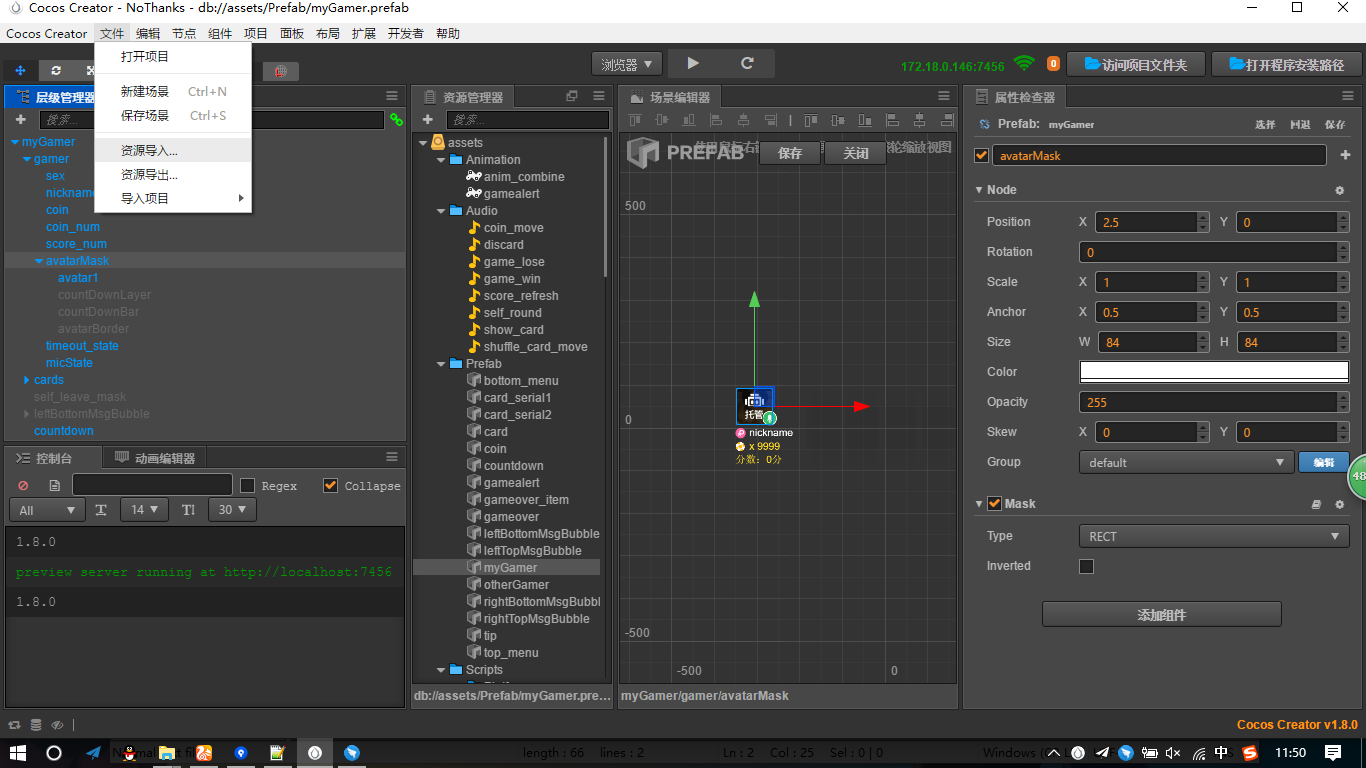 Cocos Creator - NoThanks - db://assets/Prefab/myGamer.prefab
Cocos Creator 文件 编辑 节点 组件 项目 面板 布局 扩展 开发者 帮助
打开项目
新建场景 Ctrl+N
保存场景 Ctrl+S
资源导入...
资源导出...
导入项目
浏览器
172.18.0.146:7456
0
访问项目文件夹
打开程序安装路径
层级管理器
搜索...
myGamer
gamer
sex
nickname
coin
coin_num
score_num
avatarMask
avatar1
countDownLayer
countDownBar
avatarBorder
timeout_state
micState
cards
self_leave_mask
leftBottomMsgBubble
countdown
控制台 动画编辑器
Regex Collapse
All 14 30
1.8.0
preview server running at http://localhost:7456
1.8.0
资源管理器
搜索...
assets
Animation
anim_combine
gamealert
Audio
coin_move
discard
game_lose
game_win
score_refresh
self_round
show_card
shuffle_card_move
Prefab
bottom_menu
card_serial1
card_serial2
card
coin
countdown
gamealert
gameover_item
gameover
leftBottomMsgBubble
leftTopMsgBubble
myGamer
otherGamer
rightBottomMsgBubbl
rightTopMsgBubble
tip
top_menu
Scripts
db://assets/Prefab/myGamer.pre...
场景编辑器
PREFAB 保存 关闭
轮缩放视图
500
0
-500
-500 0
托管
nickname
x 9999
分数：0分
myGamer/gamer/avatarMask
属性检查器
Prefab: myGamer 选择 回退 保存
avatarMask
Node
Position X 2.5 Y 0
Rotation 0
Scale X 1 Y 1
Anchor X 0.5 Y 0.5
Size W 84 H 84
Color
Opacity 255
Skew X 0 Y 0
Group default 编辑
48
Mask
Type RECT
Inverted
添加组件
Cocos Creator v1.8.0
length : 66 lines : 2 Ln : 2 Col : 25 Sel : 0 | 0
中
11:50